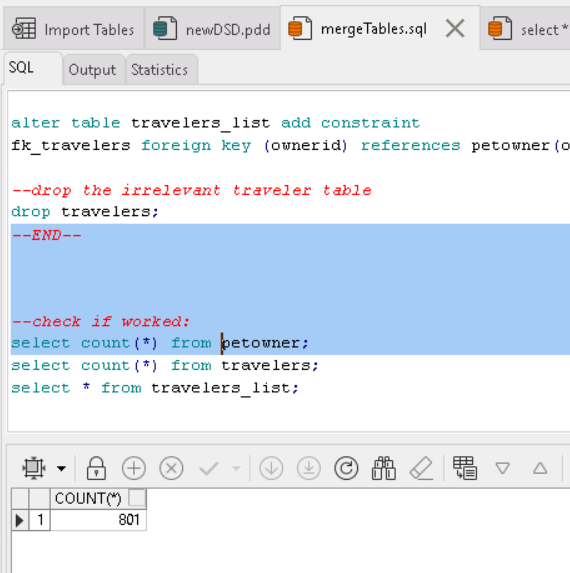 Import Tables newDSD.pdd mergeTables.sql select *
SQL Output Statistics
alter table travelers_list add constraint
fk_travelers foreign key (ownerid) references petowner(o
--drop the irrelevant traveler table
drop travelers;
--END--
--check if worked:
select count(*) from petowner;
select count(*) from travelers;
select * from travelers_list;
COUNT(*)
1 801